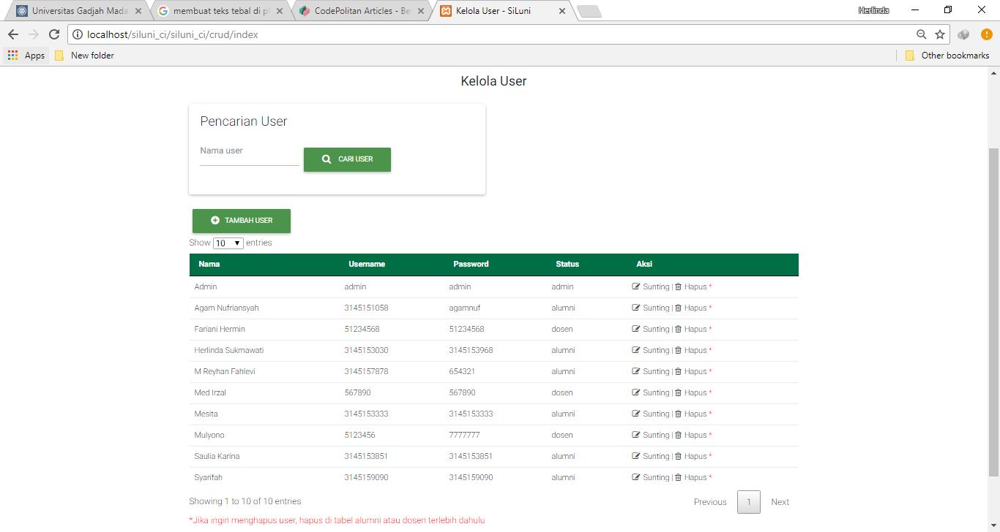 Universitas Gadjah Mada
membuat teks tebal di p
CodePolitan Articles - Be
Kelola User - SiLuni
Herlinda
localhost/siluni_ci/siluni_ci/crud/index
Apps
New folder
Other bookmarks
Kelola User
Pencarian User
Nama user
CARI USER
TAMBAH USER
Show 10 entries
Nama Username Password Status Aksi
Admin admin admin admin Sunting | Hapus *
Agam Nufriansyah 3145151058 agamnuf alumni Sunting | Hapus *
Fariani Hermin 51234568 51234568 dosen Sunting | Hapus *
Herlinda Sukmawati 3145153030 3145153968 alumni Sunting | Hapus *
M Reyhan Fahlevi 3145157878 654321 alumni Sunting | Hapus *
Med Irzal 567890 567890 dosen Sunting | Hapus *
Mesita 3145153333 3145153333 alumni Sunting | Hapus *
Mulyono 5123456 7777777 dosen Sunting | Hapus *
Saulia Karina 3145153851 3145153851 alumni Sunting | Hapus *
Syarifah 3145159090 3145159090 alumni Sunting | Hapus *
Showing 1 to 10 of 10 entries
Previous 1 Next
*Jika ingin menghapus user, hapus di tabel alumni atau dosen terlebih dahulu